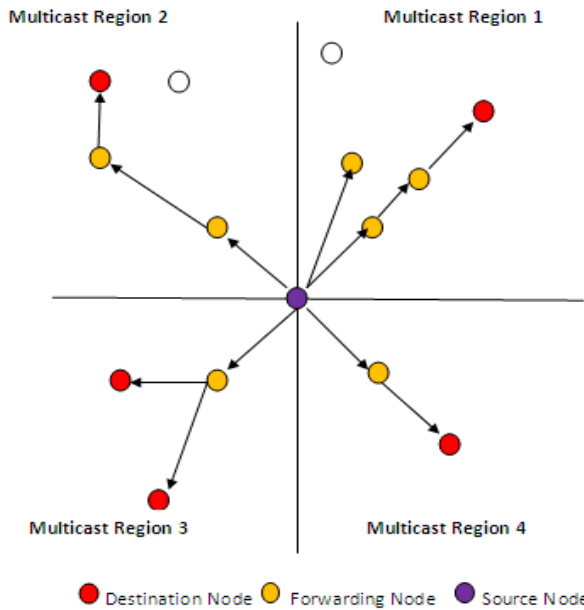 Multicast Region 2
Multicast Region 1
Multicast Region 3
Multicast Region 4
Destination Node
Forwarding Node
Source Node